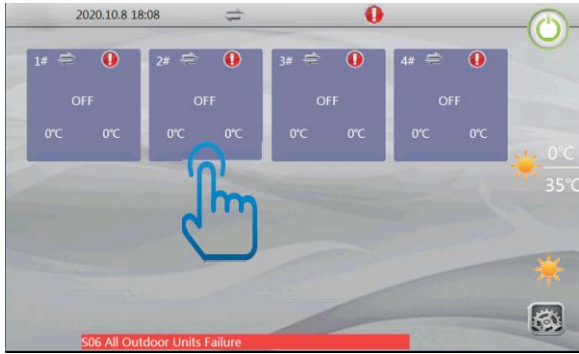 2020.10.8 18:08
1# 2# 3# 4#
OFF OFF OFF OFF
0℃ 0℃ 0℃ 0℃ 0℃ 0℃ 0℃ 0℃
0℃
35℃
S06 All Outdoor Units Failure